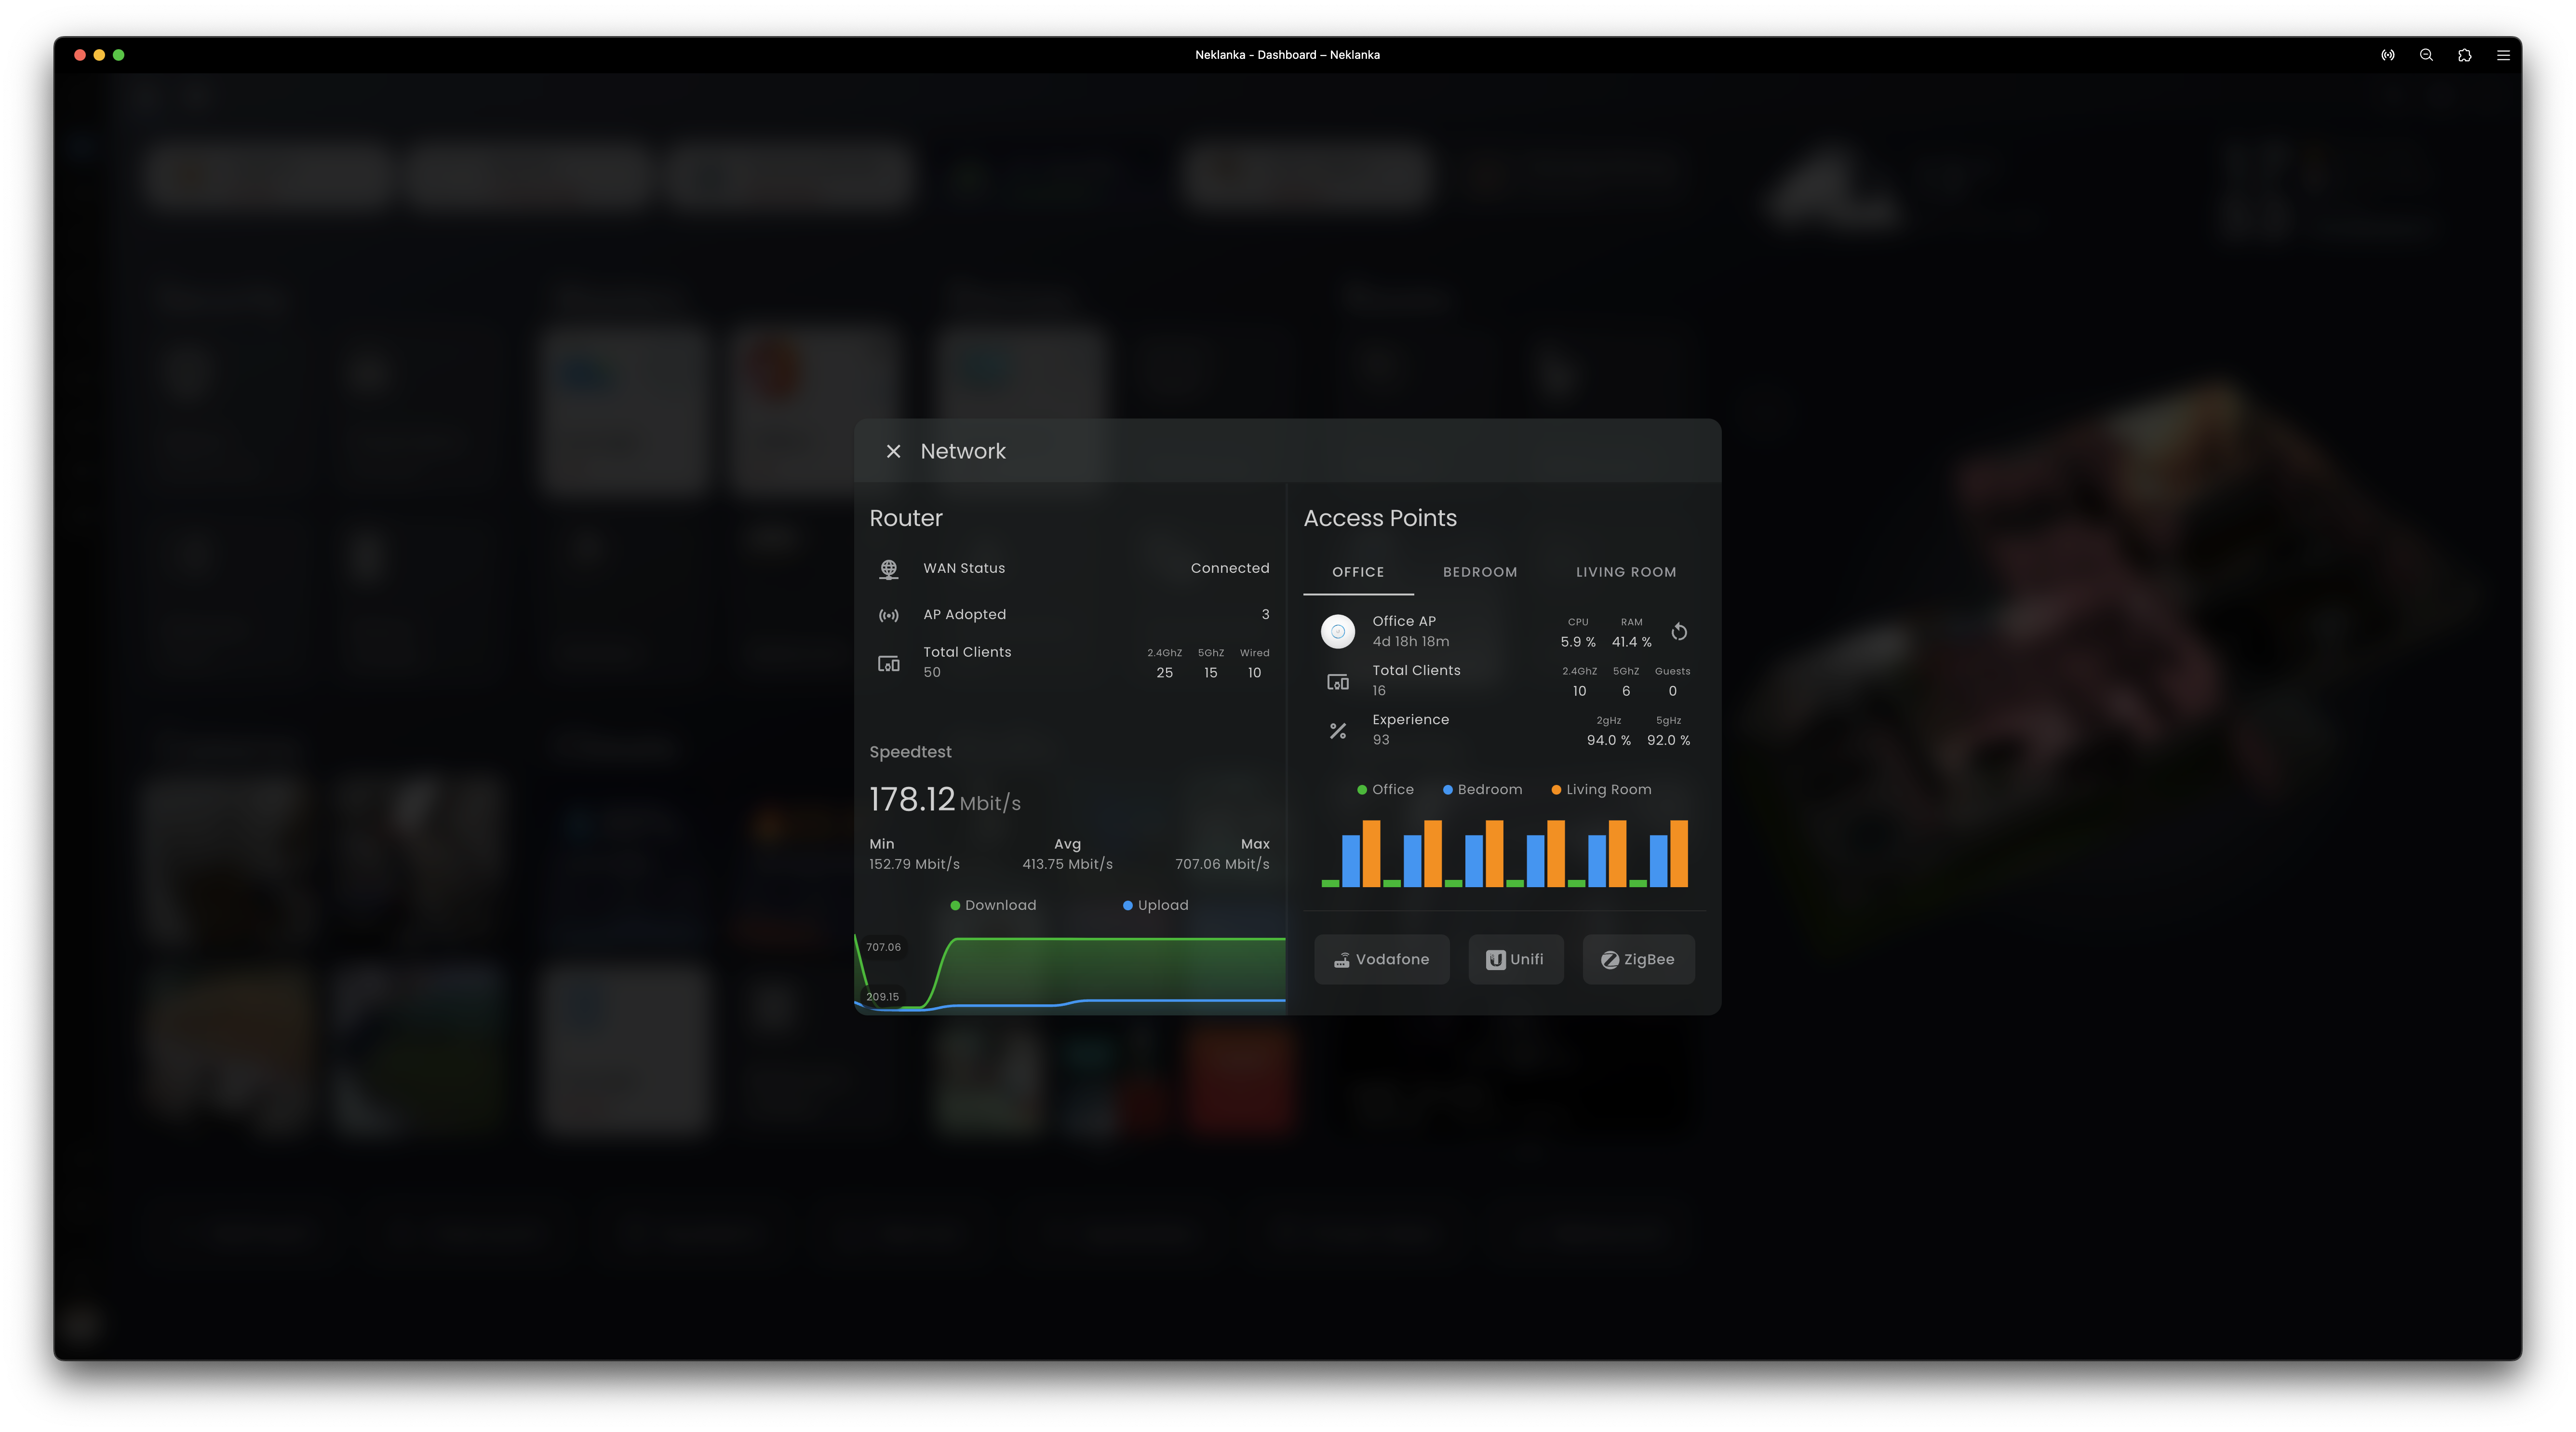 Neklanka - Dashboard – Neklanka
Network
Router
WAN Status Connected
AP Adopted 3
Total Clients 2.4GhZ 5GhZ Wired
50 25 15 10
Speedtest
178.12 Mbit/s
Min Avg Max
152.79 Mbit/s 413.75 Mbit/s 707.06 Mbit/s
Download Upload
707.06
209.15
Access Points
OFFICE BEDROOM LIVING ROOM
Office AP CPU RAM
4d 18h 18m 5.9 % 41.4 %
Total Clients 2.4GhZ 5GhZ Guests
16 10 6 0
Experience 2gHz 5gHz
93 94.0 % 92.0 %
Office Bedroom Living Room
Vodafone Unifi ZigBee